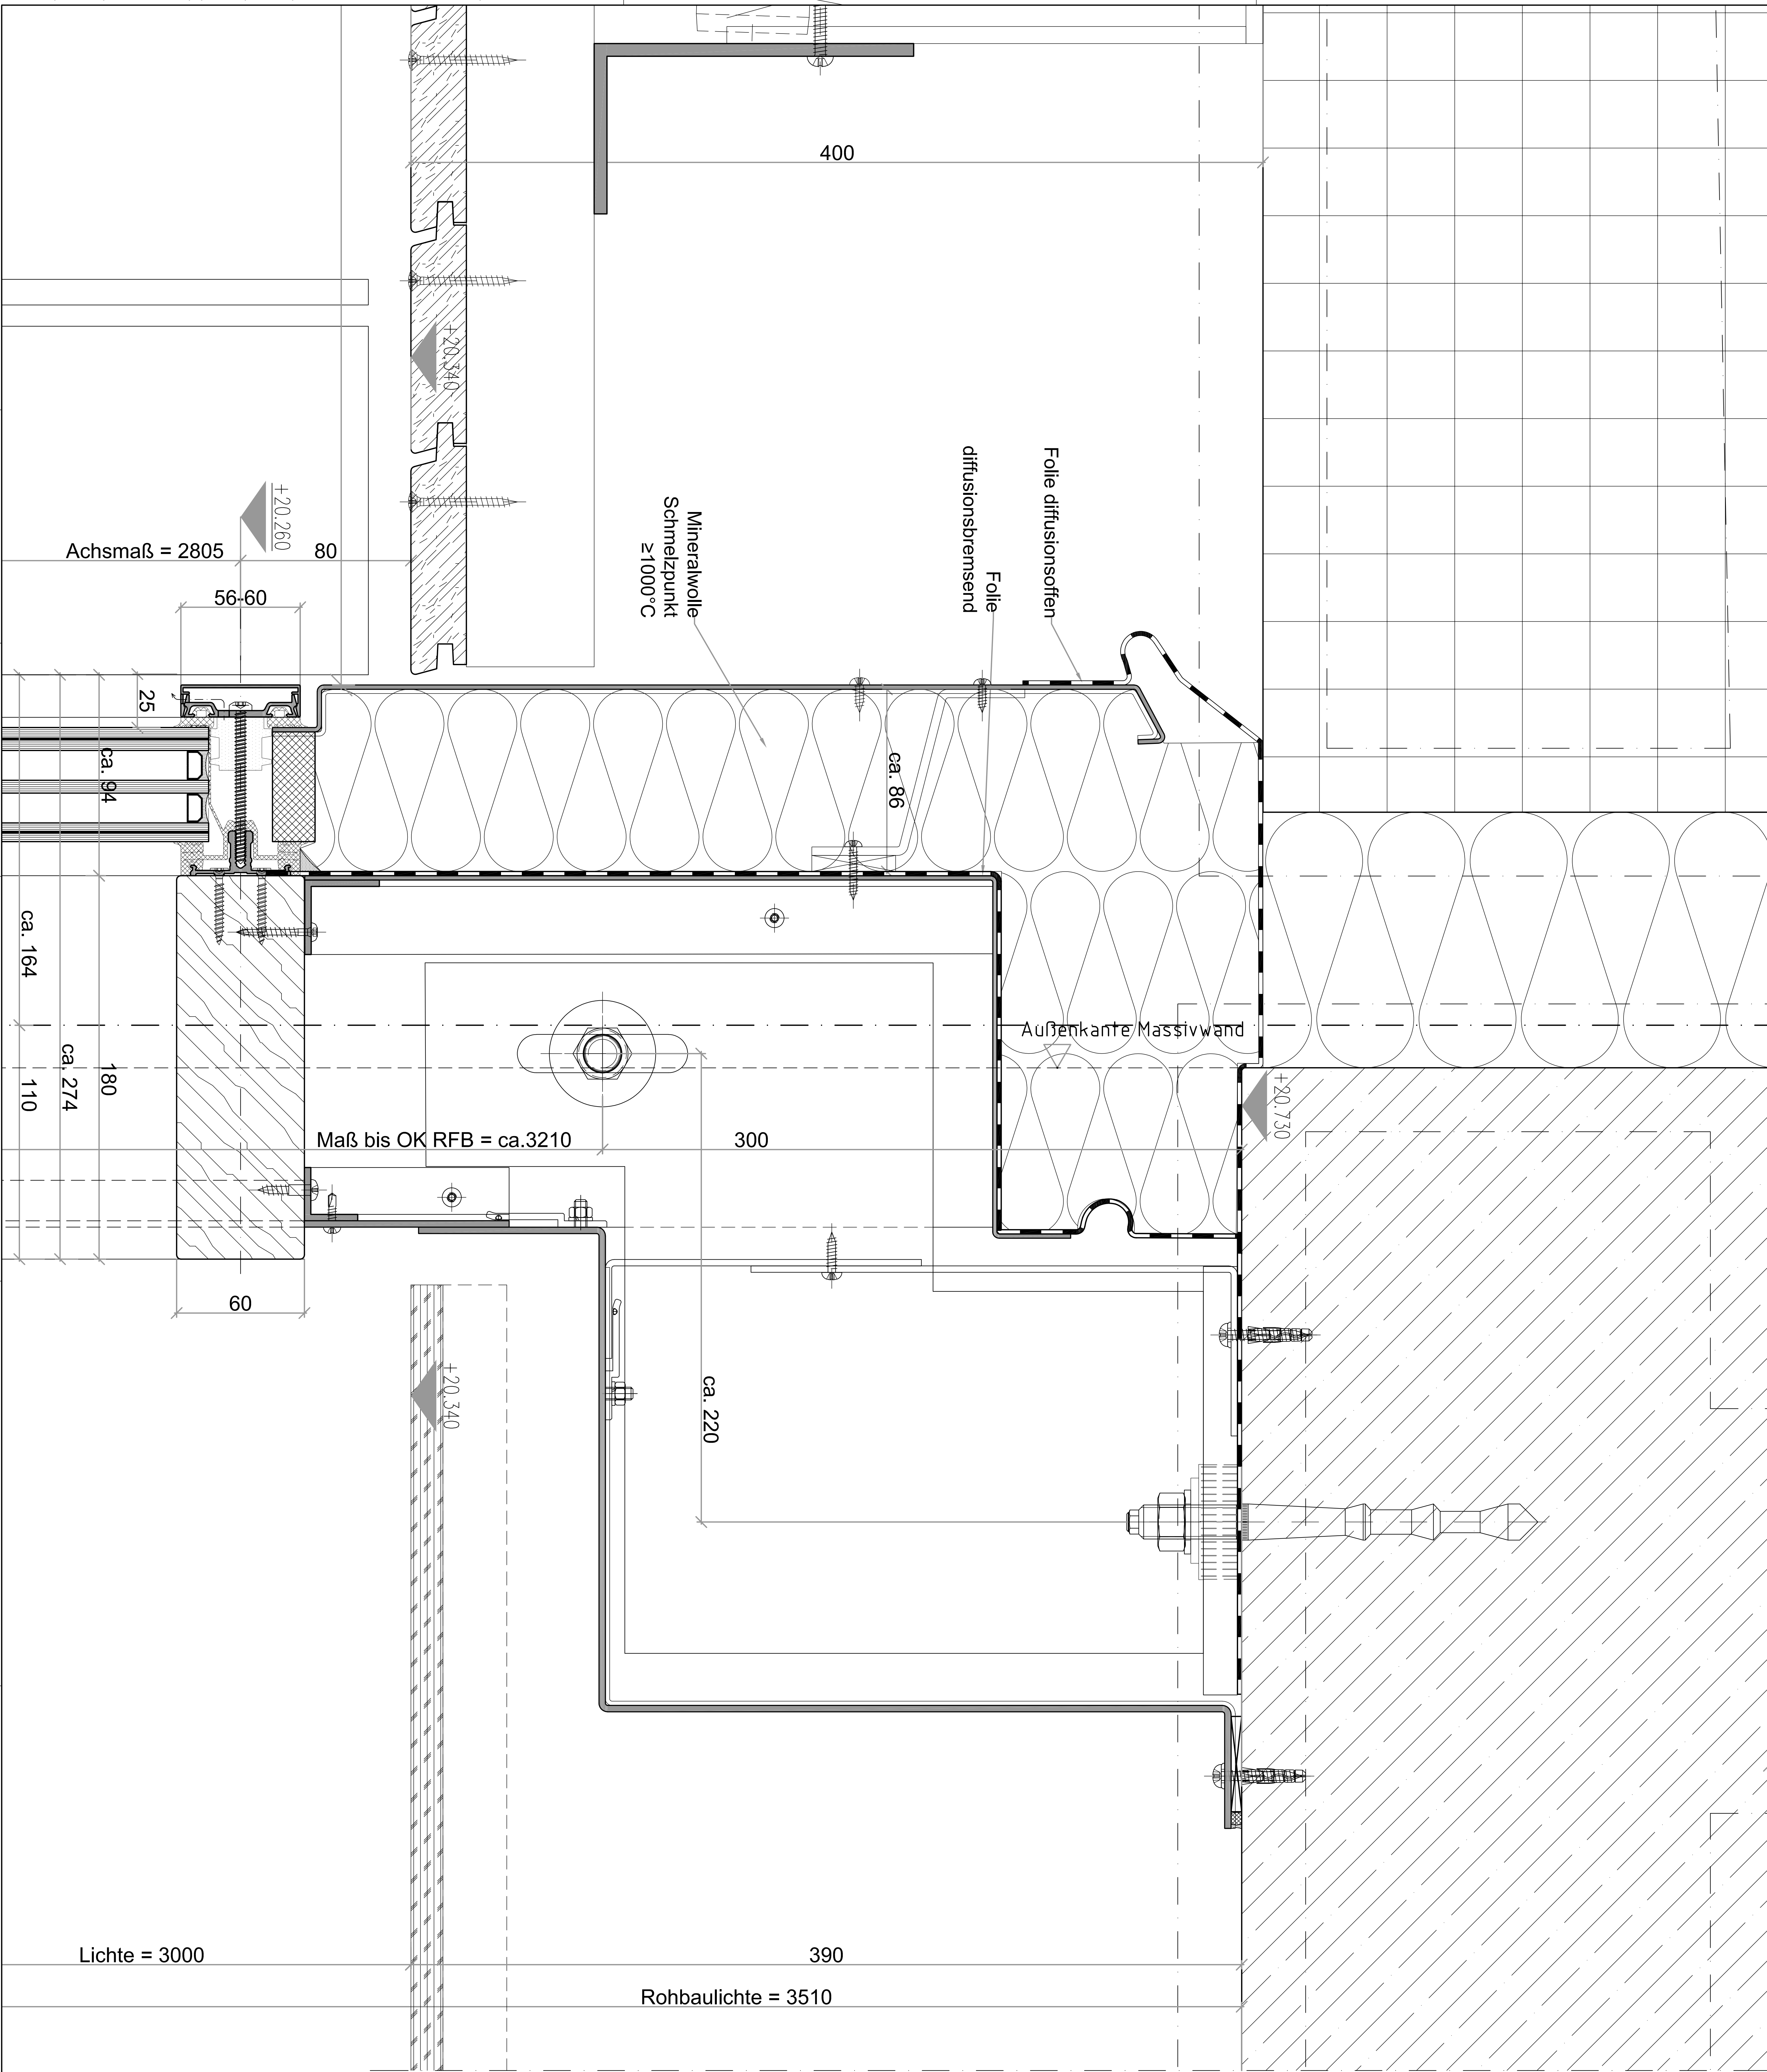 400
+20.340
Folie diffusionsoffen
Folie
diffusionsbremsend
Mineralwolle
Schmelzpunkt
≥1000°C
+20.260
Achsmaß = 2805
80
56-60
25
ca. 94
ca. 86
ca. 164
Außenkante Massivwand
180
ca. 274
110
+20.730
Maß bis OK RFB = ca.3210
300
60
+20.340
ca. 220
Lichte = 3000
390
Rohbaulichte = 3510